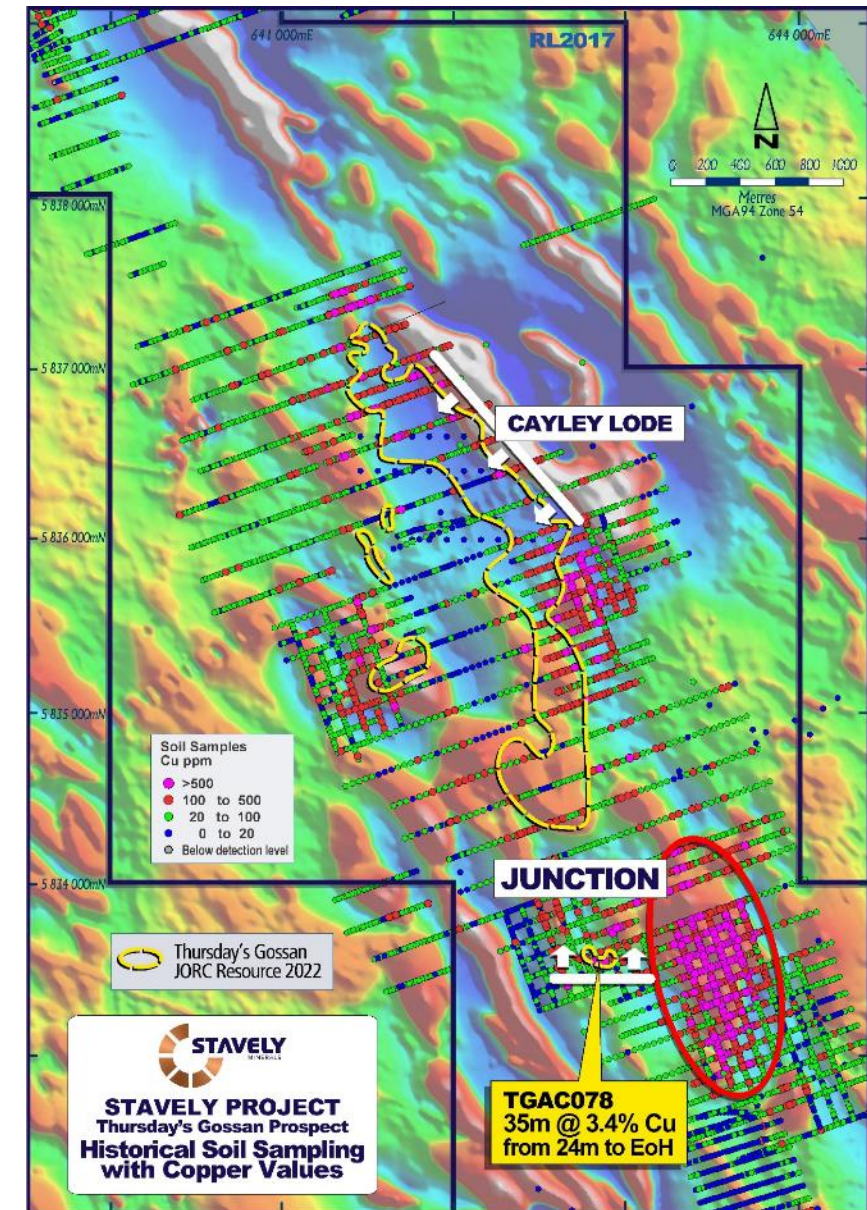 641 000mE
RL2017
644 000mE
N
0 200 400 600 800 1000
Metres
MGA94 Zone 54
5 838 000mN
5 837 000mN
CAYLEY LODE
5 836 000mN
5 835 000mN
Soil Samples
Cu ppm
>500
100 to 500
20 to 100
0 to 20
Below detection level
5 834 000mN
JUNCTION
Thursday's Gossan
JORC Resource 2022
STAVELY
MINERALS
STAVELY PROJECT
Thursday's Gossan Prospect
Historical Soil Sampling
with Copper Values
TGAC078
35m @ 3.4% Cu
from 24m to EoH